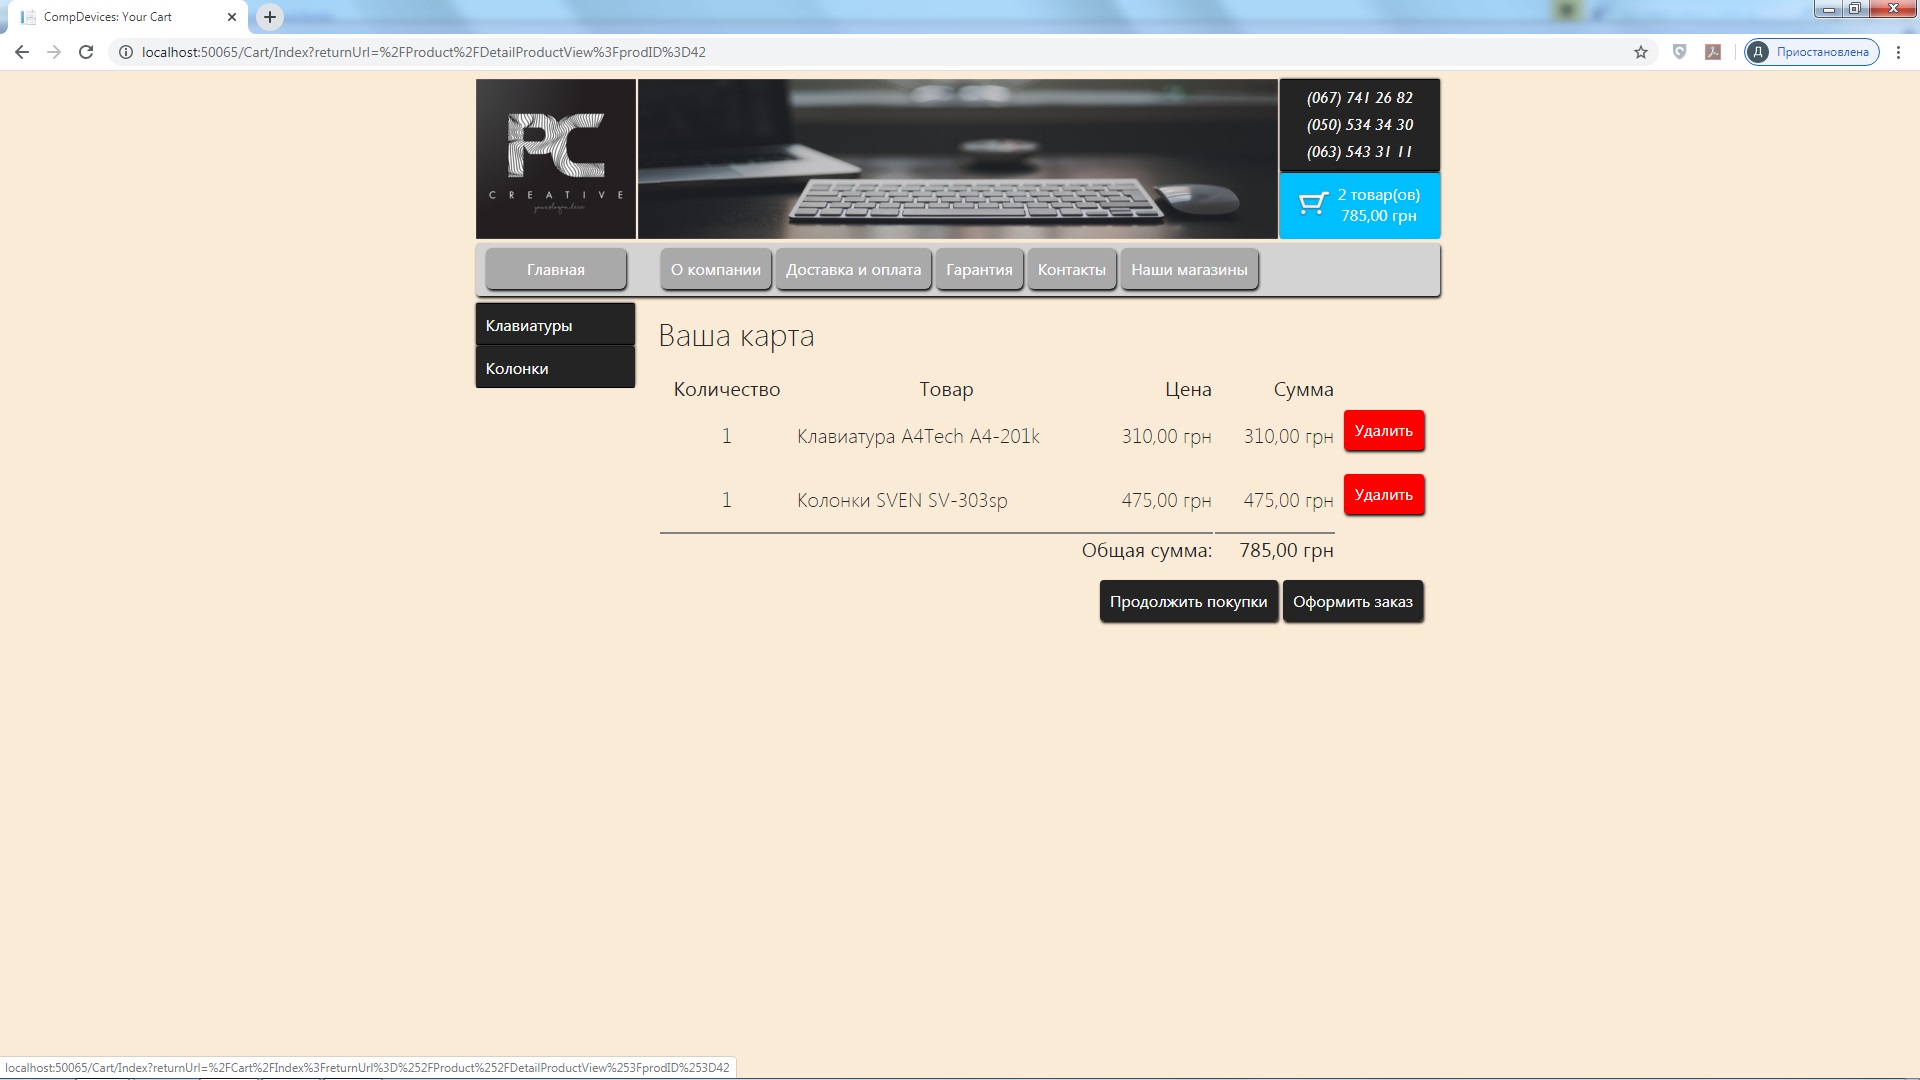 CompDevices: Your Cart
localhost:50065/Cart/Index?returnUrl=%2FProduct%2FDetailProductView%3FprodID%3D42
Д Приостановлена
PC
CREATIVE
(067) 741 26 82
(050) 534 34 30
(063) 543 31 11
2 товар(ов)
785,00 грн
Главная О компании Доставка и оплата Гарантия Контакты Наши магазины
Клавиатуры
Колонки
Ваша карта
Количество Товар Цена Сумма
1 Клавиатура A4Tech A4-201k 310,00 грн 310,00 грн Удалить
1 Колонки SVEN SV-303sp 475,00 грн 475,00 грн Удалить
Общая сумма: 785,00 грн
Продолжить покупки Оформить заказ
localhost:50065/Cart/Index?returnUrl=%2FCart%2FIndex%3FreturnUrl%3D%252FProduct%252FDetailProductView%253FprodID%253D42